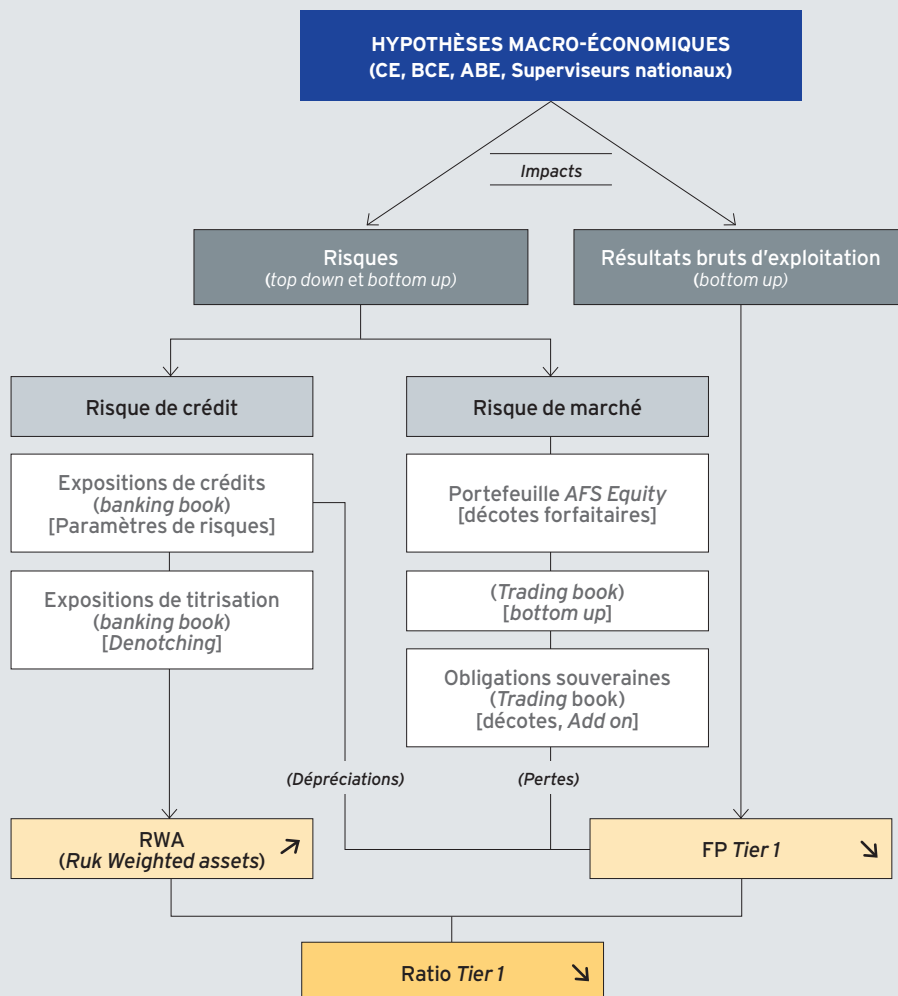 HYPOTHÈSES MACRO-ÉCONOMIQUES
(CE, BCE, ABE, Superviseurs nationaux)
Impacts
Risques
(top down et bottom up)
Résultats bruts d'exploitation
(bottom up)
Risque de crédit
Risque de marché
Expositions de crédits
(banking book)
[Paramètres de risques]
Portefeuille AFS Equity
[décotes forfaitaires]
Expositions de titrisation
(banking book)
[Denotching]
(Trading book)
[bottom up]
Obligations souveraines
(Trading book)
[décotes, Add on]
(Dépréciations)
(Pertes)
RWA
(Ruk Weighted assets)
FP Tier 1
Ratio Tier 1